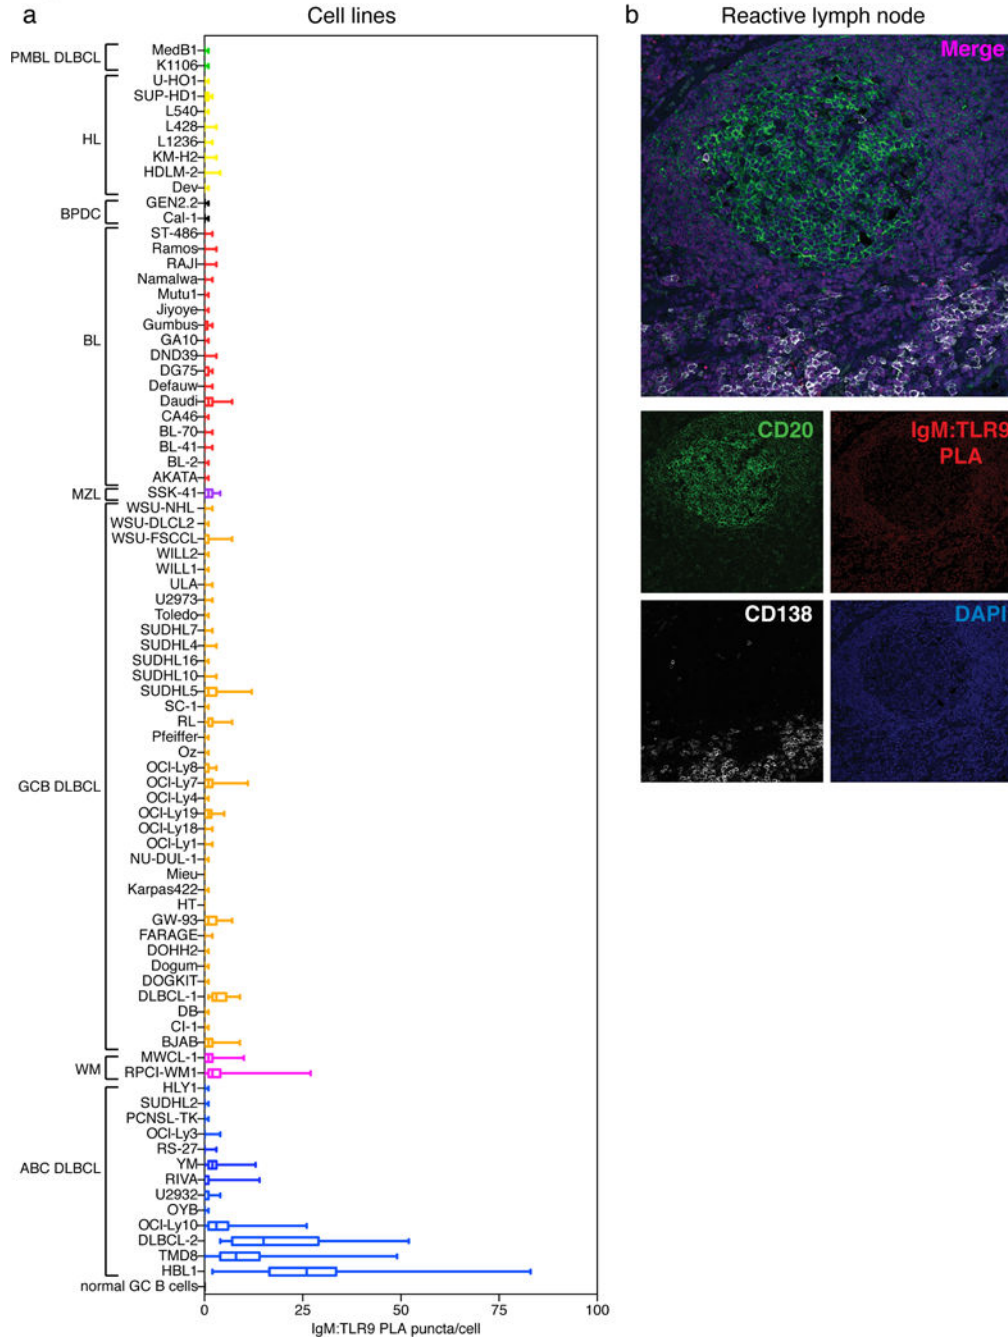 a
Cell lines
PMBL DLBCL
MedB1
K1106
HL
U-HO1
SUP-HD1
L540
L428
L1236
KM-H2
HDLM-2
Dev
BPDC
GEN2.2
Cal-1
BL
ST-486
Ramos
RAJI
Namalwa
Mutu1
Jiyoye
Gumbus
GA10
DND39
DG75
Defauw
Daudi
CA46
BL-70
BL-41
BL-2
AKATA
MZL
SSK-41
GCB DLBCL
WSU-NHL
WSU-DLCL2
WSU-FSCCL
WILL2
WILL1
ULA
U2973
Toledo
SUDHL7
SUDHL4
SUDHL16
SUDHL10
SUDHL5
SC-1
RL
Pfeiffer
Oz
OCI-Ly8
OCI-Ly7
OCI-Ly4
OCI-Ly19
OCI-Ly18
OCI-Ly1
NU-DUL-1
Mieu
Karpas422
HT
GW-93
FARAGE
DOHH2
Dogum
DOGKIT
DLBCL-1
DB
CI-1
BJAB
WM
MWCL-1
RPCI-WM1
ABC DLBCL
HLY1
SUDHL2
PCNSL-TK
OCI-Ly3
RS-27
YM
RIVA
U2932
OYB
OCI-Ly10
DLBCL-2
TMD8
HBL1
normal GC B cells
0 25 50 75 100
IgM:TLR9 PLA puncta/cell
b
Reactive lymph node
Merge
CD20
IgM:TLR9
PLA
CD138
DAPI